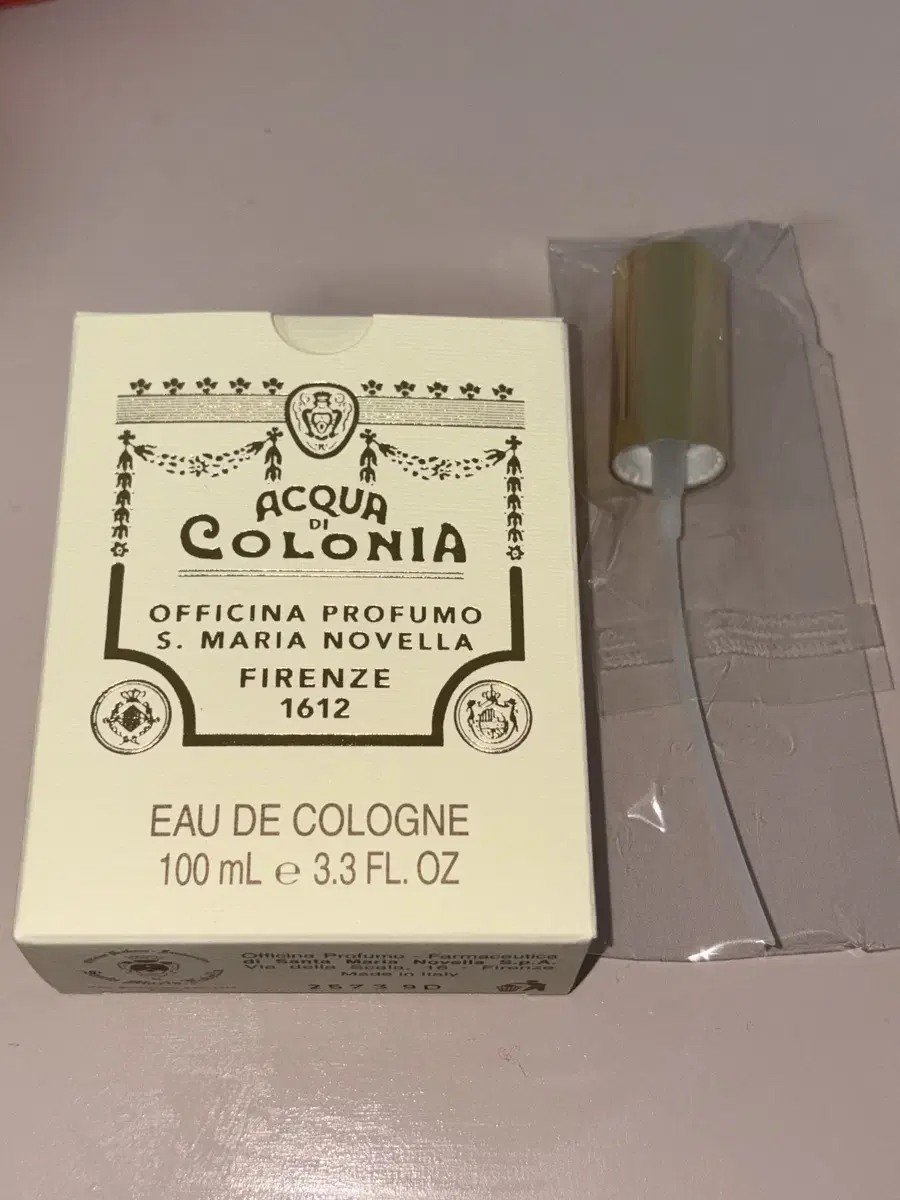 ACQUA
DI
COLONIA
OFFICINA PROFUMO
S. MARIA NOVELLA
FIRENZE
1612
EAU DE COLOGNE
100 mL ℮ 3.3 FL. OZ
Officina Profumo - Farmaceutica
di Santa Maria Novella S.p.A.
Via della Scala, 16 - Firenze
Made in Italy
25739D